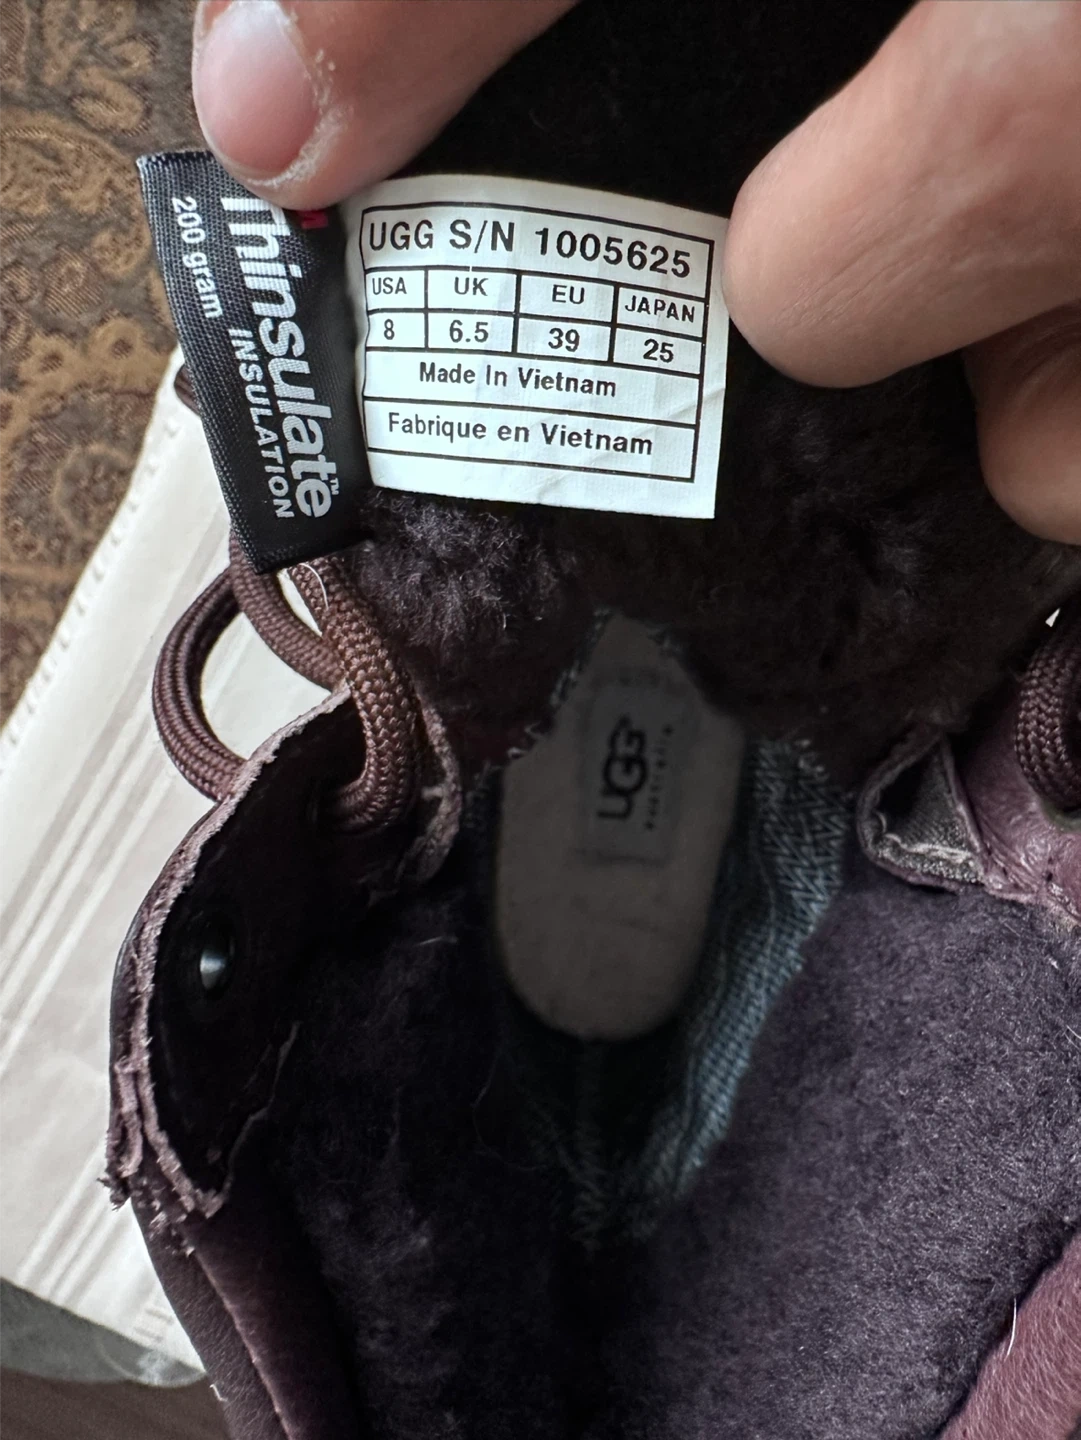 200 gram
Thinsulate™
INSULATION
UGG S/N 1005625
USA UK EU JAPAN
8 6.5 39 25
Made In Vietnam
Fabrique en Vietnam
UGG
australia